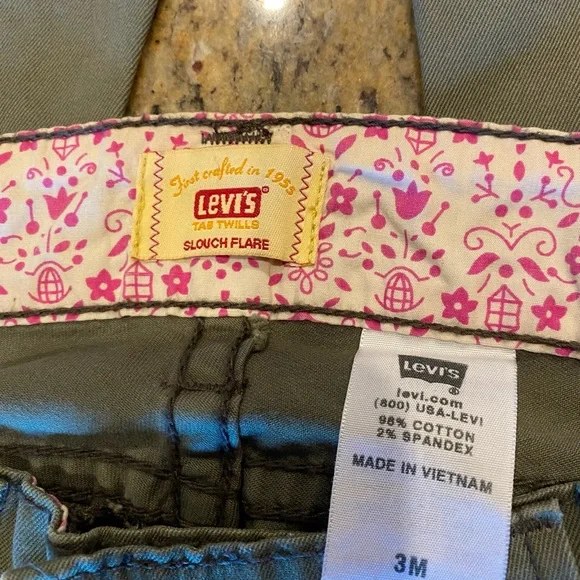 First crafted in 1955
LEVI'S®
TAB TWILLS
SLOUCH FLARE
LEVI'S
levi.com
(800) USA-LEVI
98% COTTON
2% SPANDEX
MADE IN VIETNAM
3M